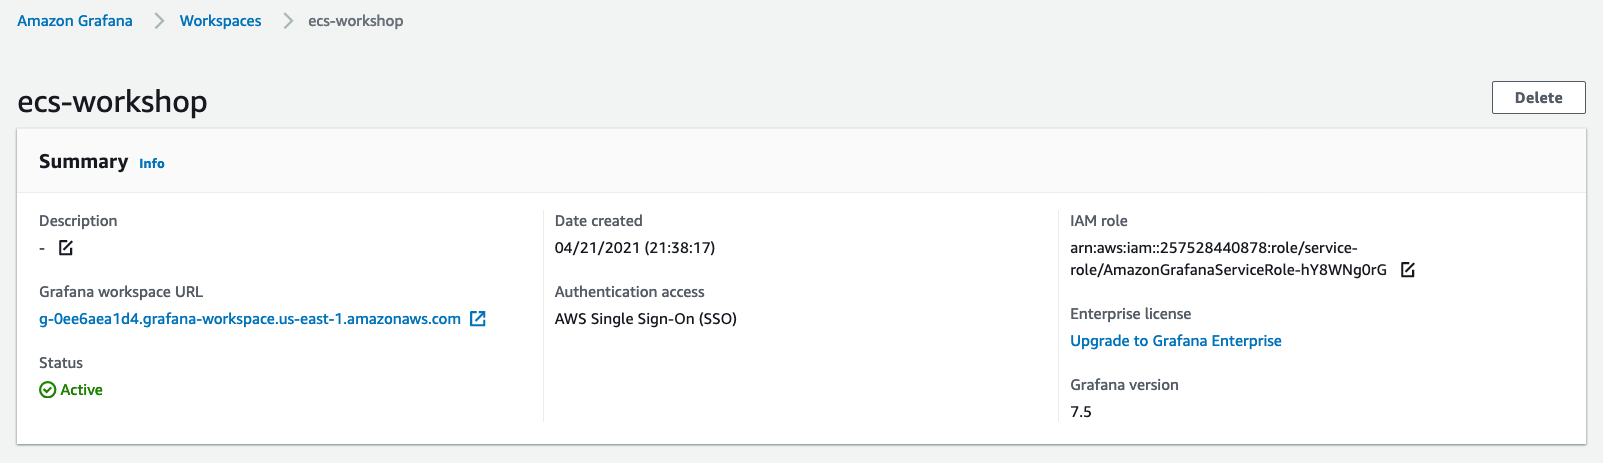 Amazon Grafana > Workspaces > ecs-workshop
ecs-workshop
Delete
Summary Info
Description
-
Grafana workspace URL
g-0ee6aea1d4.grafana-workspace.us-east-1.amazonaws.com
Status
Active
Date created
04/21/2021 (21:38:17)
Authentication access
AWS Single Sign-On (SSO)
IAM role
arn:aws:iam::257528440878:role/service-
role/AmazonGrafanaServiceRole-hY8WNg0rG
Enterprise license
Upgrade to Grafana Enterprise
Grafana version
7.5